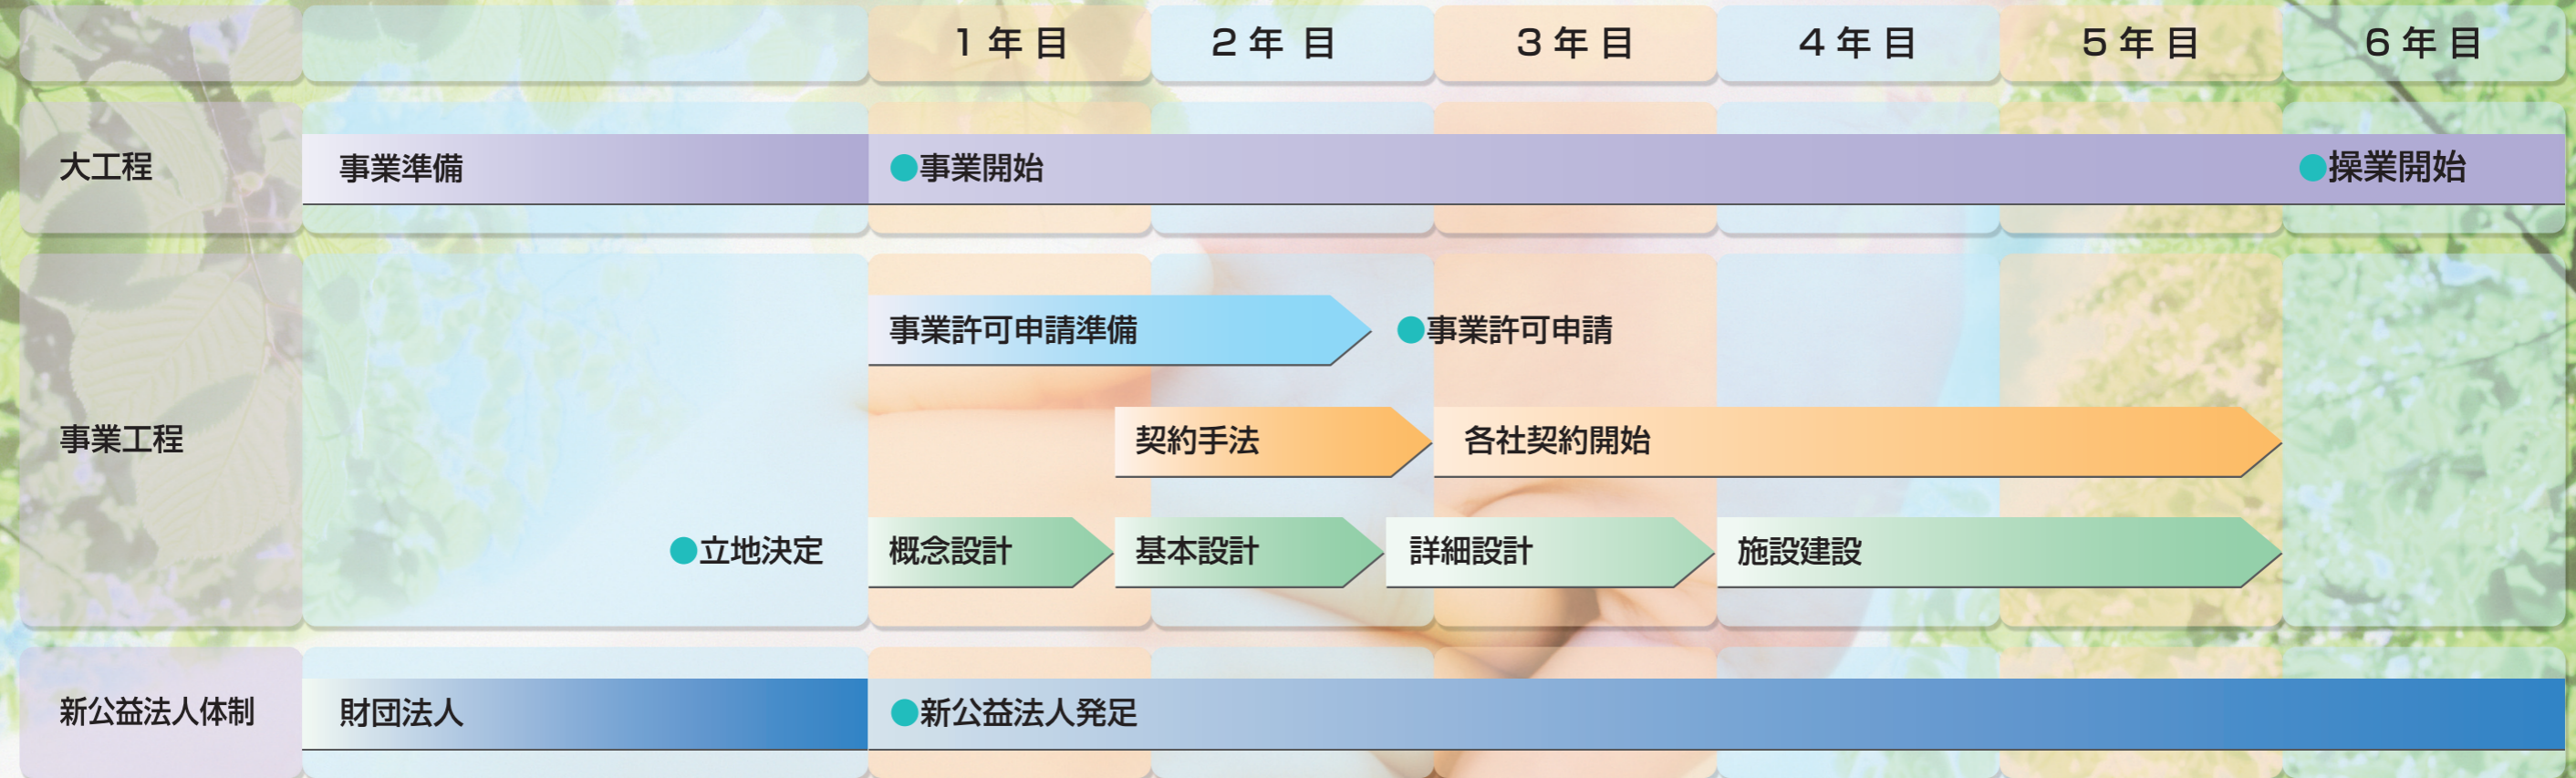 1年目 2年目 3年目 4年目 5年目 6年目
大工程 事業準備 ●事業開始 ●操業開始
事業許可申請準備 ●事業許可申請
事業工程 契約手法 各社契約開始
●立地決定 概念設計 基本設計 詳細設計 施設建設
新公益法人体制 財団法人 ●新公益法人発足